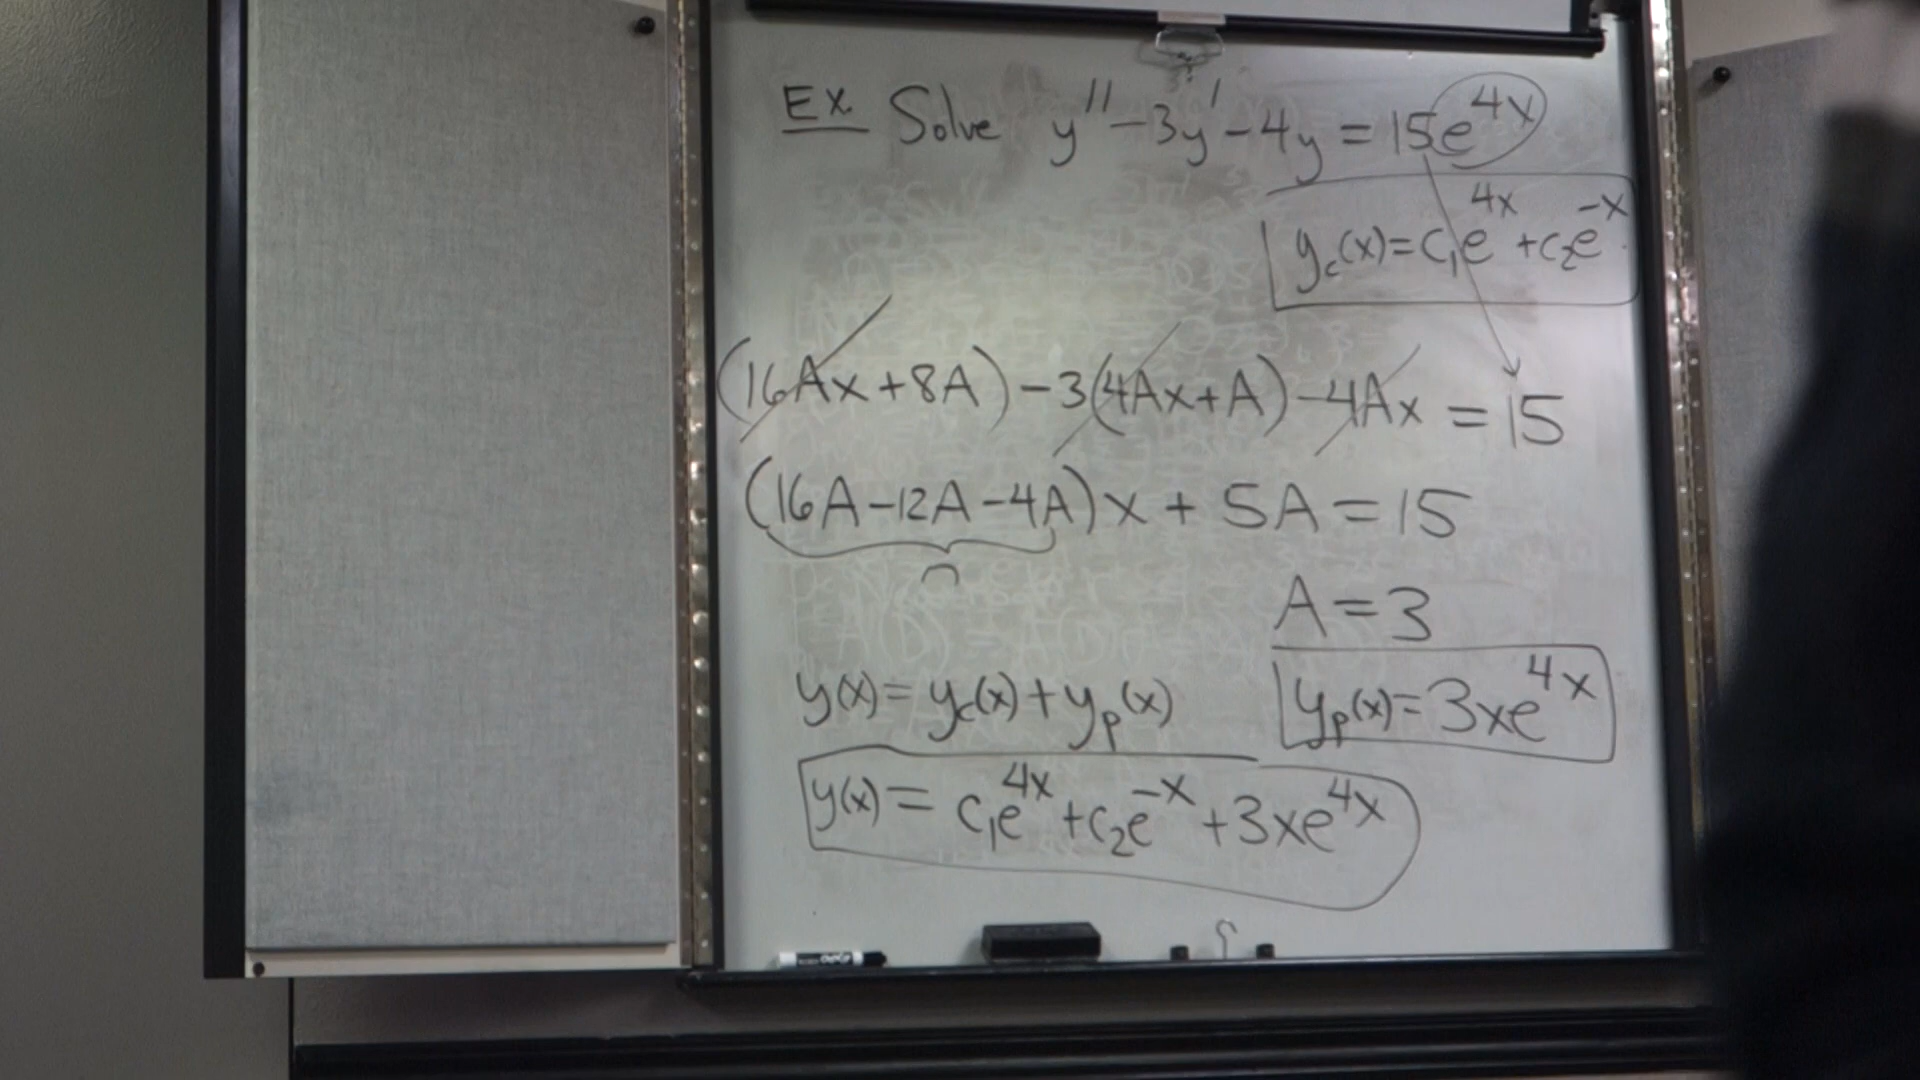 Ex Solve y'' - 3y' - 4y = 15e^{4x}
y_c(x) = c_1e^{4x} + c_2e^{-x}
(16Ax + 8A) - 3(4Ax + A) - 4Ax = 15
(16A - 12A - 4A)x + 5A = 15
A = 3
y_p(x) = 3xe^{4x}
y(x) = y_c(x) + y_p(x)
y(x) = c_1e^{4x} + c_2e^{-x} + 3xe^{4x}
EXPO